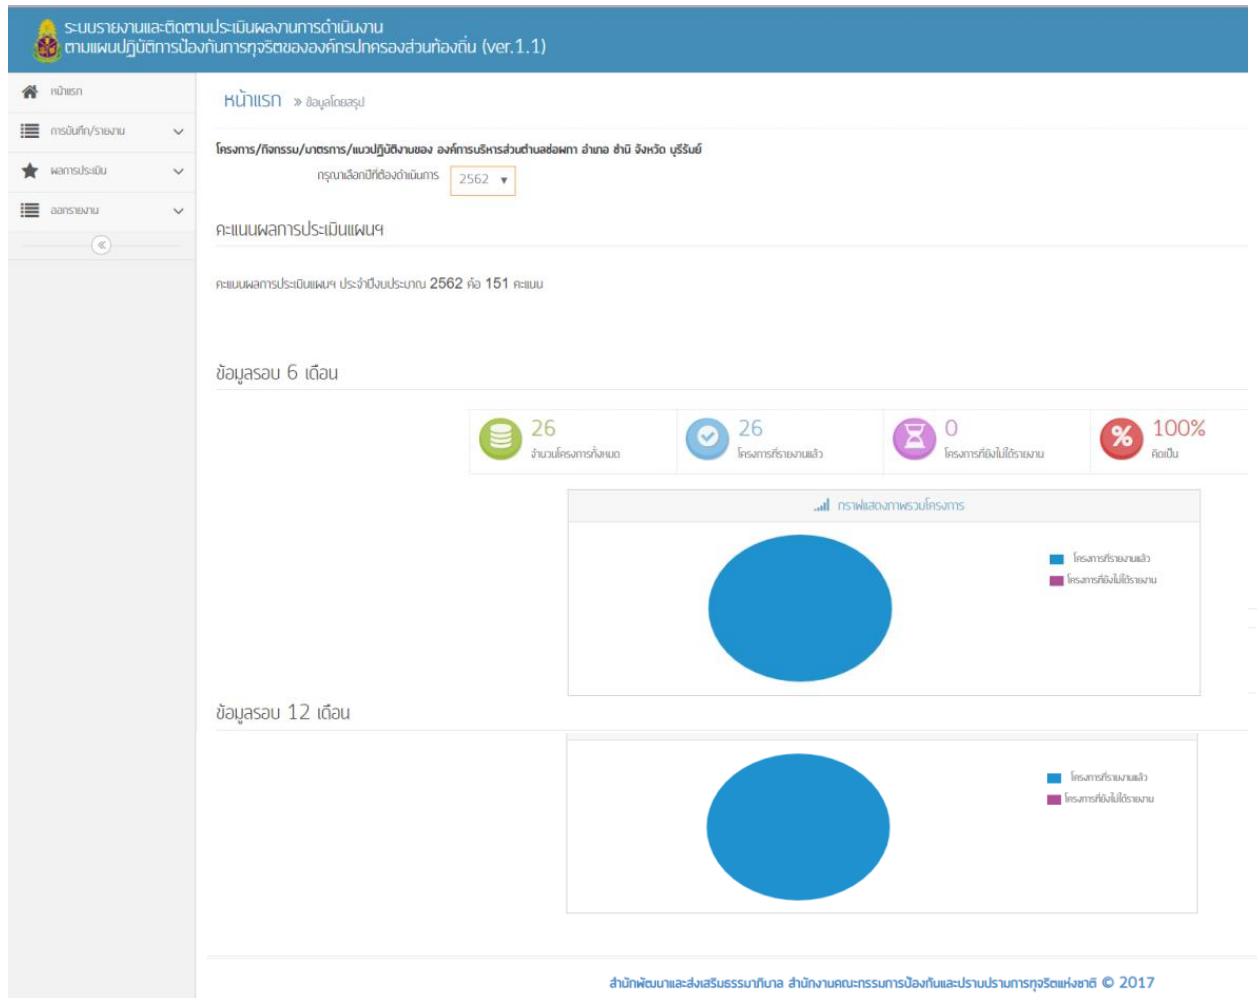 ระบบรายงานและติดตามประเมินผลงานการดำเนินงาน
ตามแผนปฏิบัติการป้องกันการทุจริตขององค์กรปกครองส่วนท้องถิ่น (ver.1.1)
หน้าแรก
การบันทึก/รายงาน
ผลการประเมิน
ออกรายงาน
หน้าแรก » ข้อมูลโดยสรุป
โครงการ/กิจกรรม/มาตรการ/แนวปฏิบัติงานของ องค์การบริหารส่วนตำบลช่อผกา อำเภอ ชำนิ จังหวัด บุรีรัมย์
กรุณาเลือกปีที่ต้องดำเนินการ 2562
คะแนนผลการประเมินแผนฯ
คะแนนผลการประเมินแผนฯ ประจำปีงบประมาณ 2562 คือ 151 คะแนน
ข้อมูลรอบ 6 เดือน
26
จำนวนโครงการทั้งหมด
26
โครงการที่รายงานแล้ว
0
โครงการที่ยังไม่ได้รายงาน
100%
คิดเป็น
กราฟแสดงภาพรวมโครงการ
โครงการที่รายงานแล้ว
โครงการที่ยังไม่ได้รายงาน
ข้อมูลรอบ 12 เดือน
โครงการที่รายงานแล้ว
โครงการที่ยังไม่ได้รายงาน
สำนักพัฒนาและส่งเสริมธรรมาภิบาล สำนักงานคณะกรรมการป้องกันและปราบปรามการทุจริตแห่งชาติ © 2017